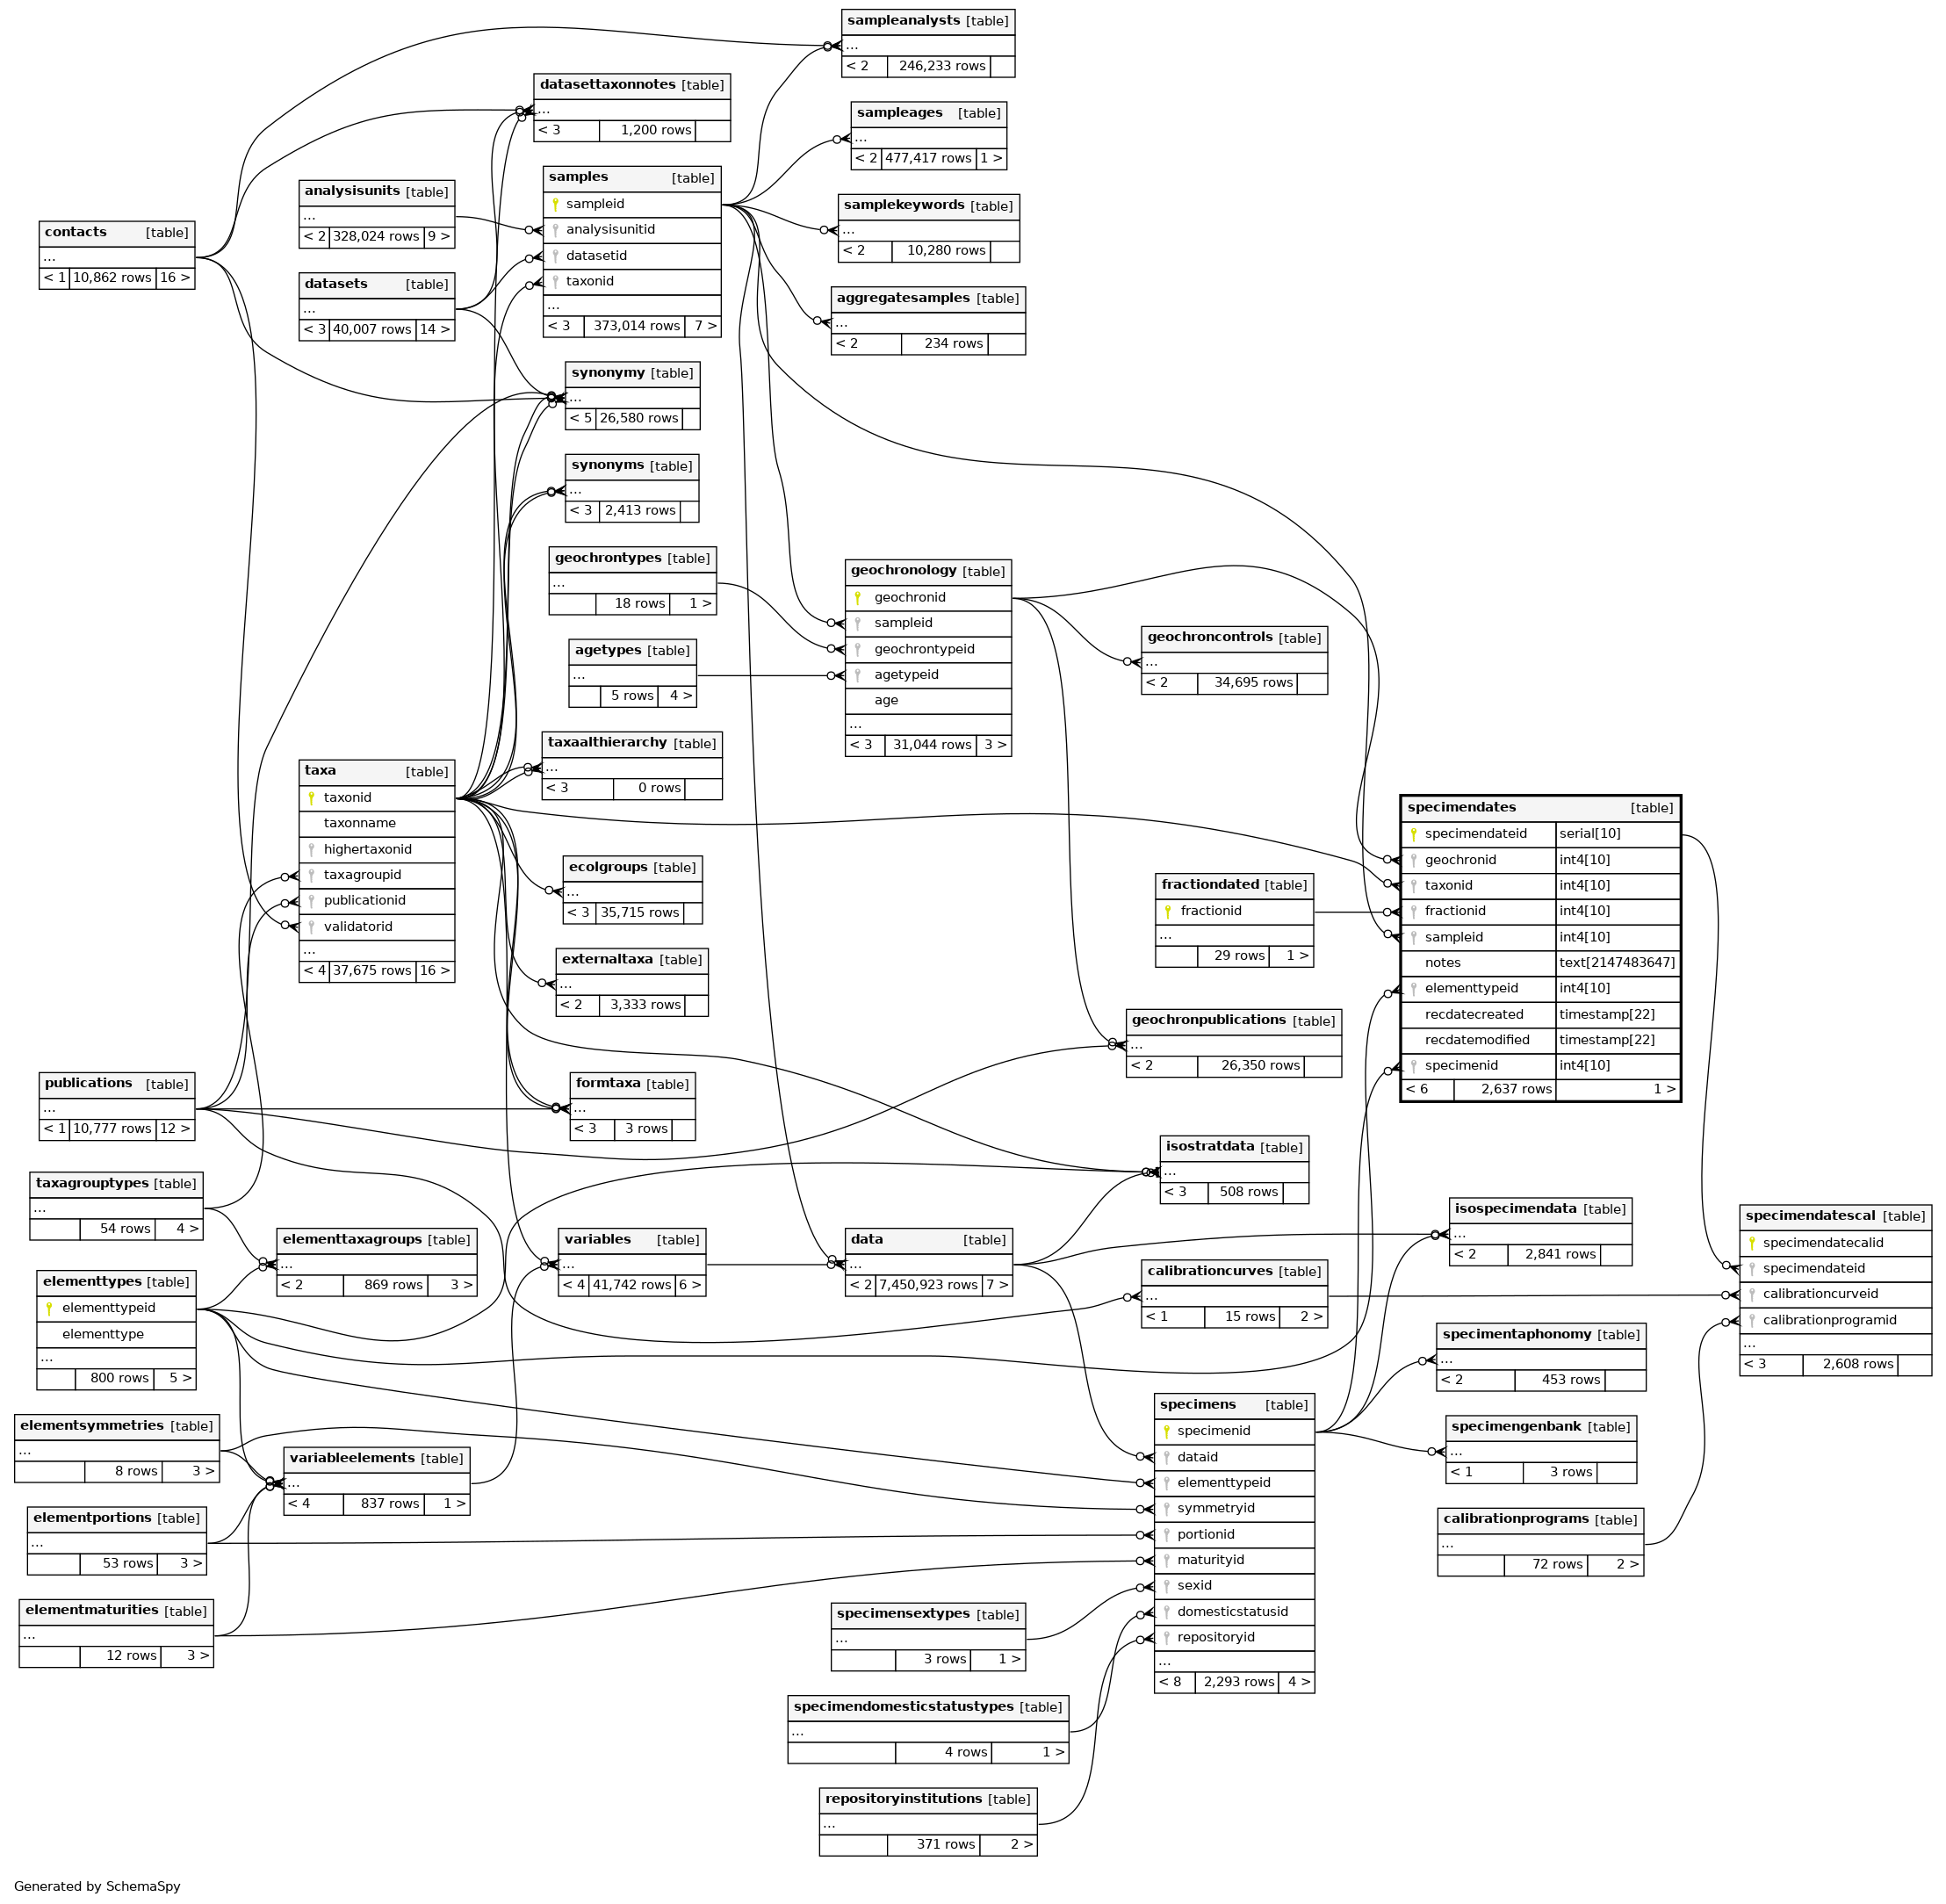 sampleanalysts [table]
...
< 2 246,233 rows
datasettaxonnotes [table]
...
< 3 1,200 rows
sampleages [table]
...
< 2 477,417 rows 1 >
samples [table]
sampleid
analysisunitid
datasetid
taxonid
...
< 3 373,014 rows 7 >
analysisunits [table]
...
< 2 328,024 rows 9 >
samplekeywords [table]
...
< 2 10,280 rows
contacts [table]
...
< 1 10,862 rows 16 >
datasets [table]
...
< 3 40,007 rows 14 >
aggregatesamples [table]
...
< 2 234 rows
synonymy [table]
...
< 5 26,580 rows
synonyms [table]
...
< 3 2,413 rows
geochrontypes [table]
...
18 rows 1 >
geochronology [table]
geochronid
sampleid
geochrontypeid
agetypeid
age
...
< 3 31,044 rows 3 >
geochroncontrols [table]
...
< 2 34,695 rows
agetypes [table]
...
5 rows 4 >
taxaalthierarchy [table]
...
< 3 0 rows
taxa [table]
taxonid
taxonname
highertaxonid
taxagroupid
publicationid
validatorid
...
< 4 37,675 rows 16 >
specimendates [table]
specimendateid serial[10]
geochronid int4[10]
taxonid int4[10]
fractionid int4[10]
sampleid int4[10]
notes text[2147483647]
elementtypeid int4[10]
recdatecreated timestamp[22]
recdatemodified timestamp[22]
specimenid int4[10]
< 6 2,637 rows 1 >
ecolgroups [table]
...
< 3 35,715 rows
fractiondated [table]
fractionid
...
29 rows 1 >
externaltaxa [table]
...
< 2 3,333 rows
geochronpublications [table]
...
< 2 26,350 rows
publications [table]
...
< 1 10,777 rows 12 >
formtaxa [table]
...
< 3 3 rows
isostratdata [table]
...
< 3 508 rows
taxagrouptypes [table]
...
54 rows 4 >
isospecimendata [table]
...
< 2 2,841 rows
specimendatescal [table]
specimendatecalid
specimendateid
calibrationcurveid
calibrationprogramid
...
< 3 2,608 rows
elementtaxagroups [table]
...
< 2 869 rows 3 >
variables [table]
...
< 4 41,742 rows 6 >
data [table]
...
< 2 7,450,923 rows 7 >
calibrationcurves [table]
...
< 1 15 rows 2 >
elementtypes [table]
elementtypeid
elementtype
...
800 rows 5 >
specimentaphonomy [table]
...
< 2 453 rows
specimens [table]
specimenid
dataid
elementtypeid
symmetryid
portionid
maturityid
sexid
domesticstatusid
repositoryid
...
< 8 2,293 rows 4 >
elementsymmetries [table]
...
8 rows 3 >
specimengenbank [table]
...
< 1 3 rows
variableelements [table]
...
< 4 837 rows 1 >
elementportions [table]
...
53 rows 3 >
calibrationprograms [table]
...
72 rows 2 >
elementmaturities [table]
...
12 rows 3 >
specimensextypes [table]
...
3 rows 1 >
specimendomesticstatustypes [table]
...
4 rows 1 >
repositoryinstitutions [table]
...
371 rows 2 >
Generated by SchemaSpy